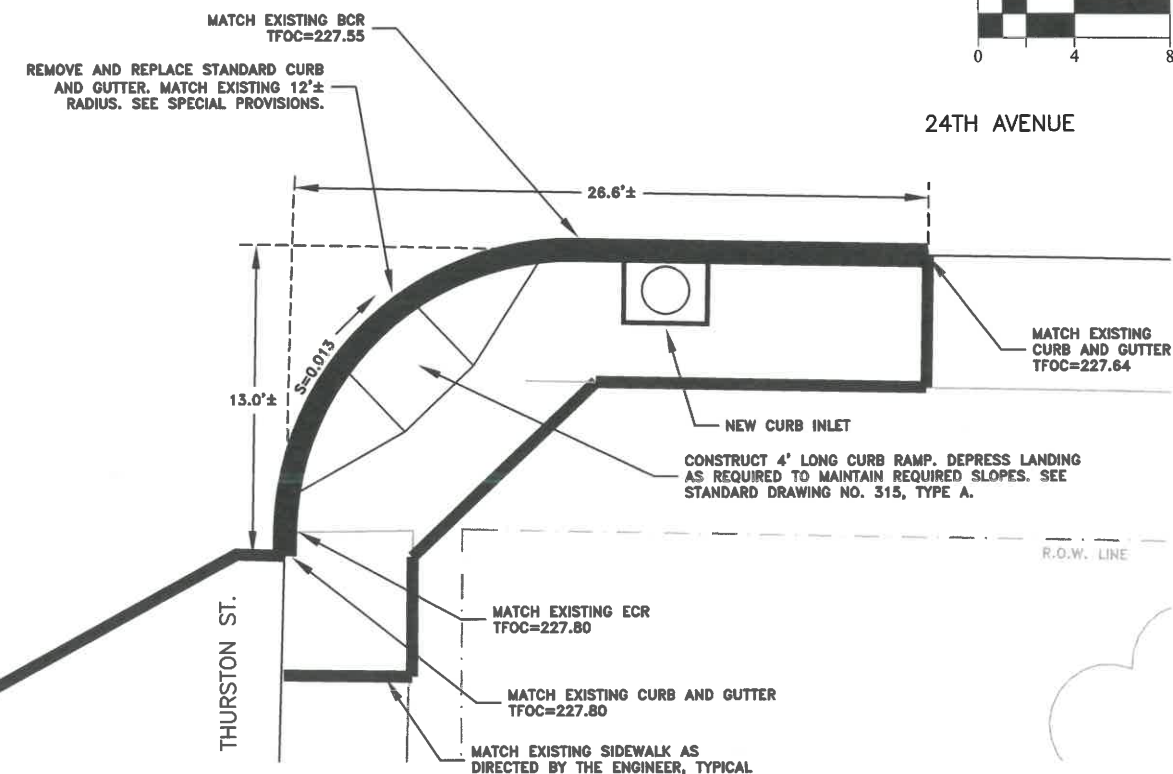 MATCH EXISTING BCR
TFOC=227.55
REMOVE AND REPLACE STANDARD CURB
AND GUTTER. MATCH EXISTING 12'±
RADIUS. SEE SPECIAL PROVISIONS.
0 4 8
24TH AVENUE
26.6'±
13.0'±
S=0.013
MATCH EXISTING
CURB AND GUTTER
TFOC=227.64
NEW CURB INLET
CONSTRUCT 4' LONG CURB RAMP. DEPRESS LANDING
AS REQUIRED TO MAINTAIN REQUIRED SLOPES. SEE
STANDARD DRAWING NO. 315, TYPE A.
R.O.W. LINE
THURSTON ST.
MATCH EXISTING ECR
TFOC=227.80
MATCH EXISTING CURB AND GUTTER
TFOC=227.80
MATCH EXISTING SIDEWALK AS
DIRECTED BY THE ENGINEER, TYPICAL